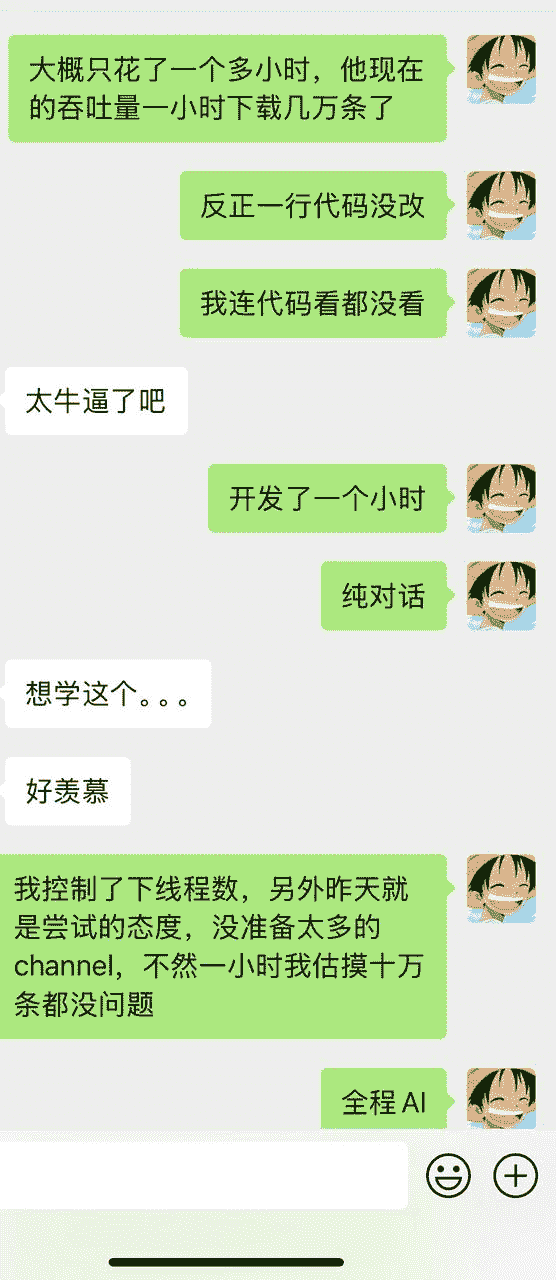 大概只花了一个多小时，他现在
的吞吐量一小时下载几万条了
反正一行代码没改
我连代码看都没看
太牛逼了吧
开发了一个小时
纯对话
想学这个。。。
好羡慕
我控制了下线程数，另外昨天就
是尝试的态度，没准备太多的
channel，不然一小时我估摸十万
条都没问题
全程AI